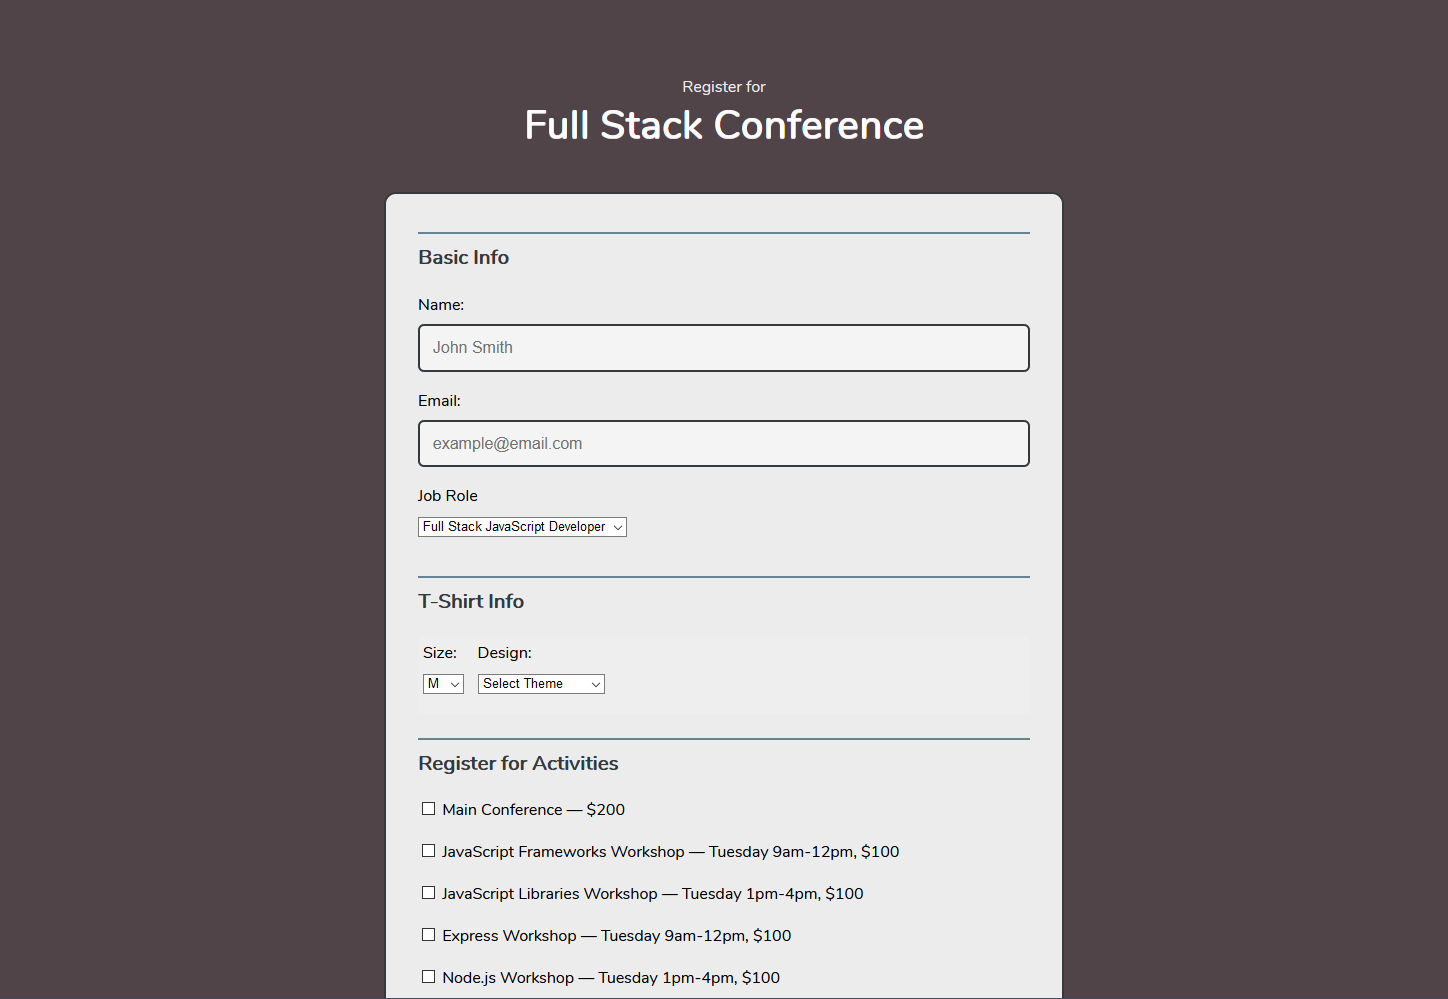 Register for
Full Stack Conference
Basic Info
Name:
John Smith
Email:
example@email.com
Job Role
Full Stack JavaScript Developer
T-Shirt Info
Size: Design:
M Select Theme
Register for Activities
Main Conference — $200
JavaScript Frameworks Workshop — Tuesday 9am-12pm, $100
JavaScript Libraries Workshop — Tuesday 1pm-4pm, $100
Express Workshop — Tuesday 9am-12pm, $100
Node.js Workshop — Tuesday 1pm-4pm, $100